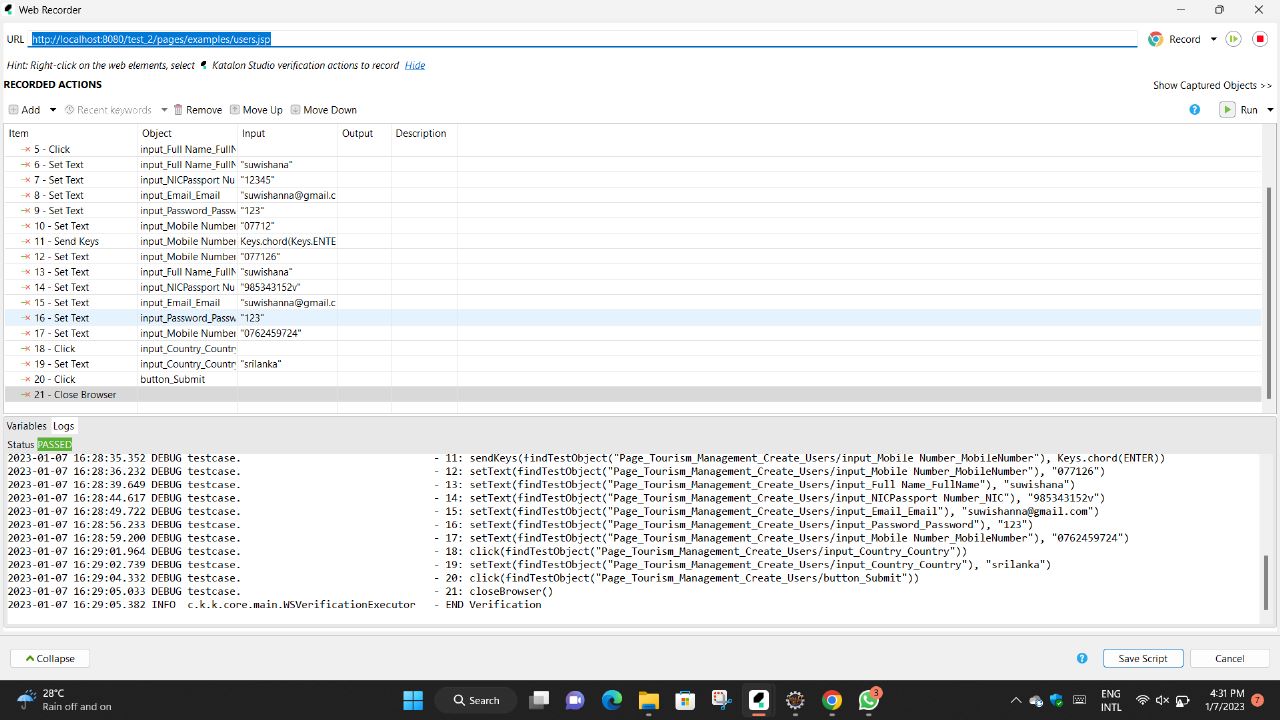 Web Recorder
URL http://localhost:8080/test_2/pages/examples/users.jsp Record
Hint: Right-click on the web elements, select Katalon Studio verification actions to record Hide
RECORDED ACTIONS Show Captured Objects >>
Add Recent keywords Remove Move Up Move Down ? Run
Item Object Input Output Description
5 - Click input_Full Name_FullN
6 - Set Text input_Full Name_FullN "suwishana"
7 - Set Text input_NICPassport Nu "12345"
8 - Set Text input_Email_Email "suwishanna@gmail.c
9 - Set Text input_Password_Passw "123"
10 - Set Text input_Mobile Number "07712"
11 - Send Keys input_Mobile Number Keys.chord(Keys.ENTE
12 - Set Text input_Mobile Number "077126"
13 - Set Text input_Full Name_FullN "suwishana"
14 - Set Text input_NICPassport Nu "985343152v"
15 - Set Text input_Email_Email "suwishanna@gmail.c
16 - Set Text input_Password_Passw "123"
17 - Set Text input_Mobile Number "0762459724"
18 - Click input_Country_Country
19 - Set Text input_Country_Country "srilanka"
20 - Click button_Submit
21 - Close Browser
Variables Logs
Status PASSED
2023-01-07 16:28:35.352 DEBUG testcase. - 11: sendKeys(findTestObject("Page_Tourism_Management_Create_Users/input_Mobile Number_MobileNumber"), Keys.chord(ENTER))
2023-01-07 16:28:36.232 DEBUG testcase. - 12: setText(findTestObject("Page_Tourism_Management_Create_Users/input_Mobile Number_MobileNumber"), "077126")
2023-01-07 16:28:39.649 DEBUG testcase. - 13: setText(findTestObject("Page_Tourism_Management_Create_Users/input_Full Name_FullName"), "suwishana")
2023-01-07 16:28:44.617 DEBUG testcase. - 14: setText(findTestObject("Page_Tourism_Management_Create_Users/input_NICPassport Number_NIC"), "985343152v")
2023-01-07 16:28:49.722 DEBUG testcase. - 15: setText(findTestObject("Page_Tourism_Management_Create_Users/input_Email_Email"), "suwishanna@gmail.com")
2023-01-07 16:28:56.233 DEBUG testcase. - 16: setText(findTestObject("Page_Tourism_Management_Create_Users/input_Password_Password"), "123")
2023-01-07 16:28:59.200 DEBUG testcase. - 17: setText(findTestObject("Page_Tourism_Management_Create_Users/input_Mobile Number_MobileNumber"), "0762459724")
2023-01-07 16:29:01.964 DEBUG testcase. - 18: click(findTestObject("Page_Tourism_Management_Create_Users/input_Country_Country"))
2023-01-07 16:29:02.739 DEBUG testcase. - 19: setText(findTestObject("Page_Tourism_Management_Create_Users/input_Country_Country"), "srilanka")
2023-01-07 16:29:04.332 DEBUG testcase. - 20: click(findTestObject("Page_Tourism_Management_Create_Users/button_Submit"))
2023-01-07 16:29:05.033 DEBUG testcase. - 21: closeBrowser()
2023-01-07 16:29:05.382 INFO c.k.k.core.main.WSVerificationExecutor - END Verification
Collapse ? Save Script Cancel
28°C
Rain off and on
Search
3
ENG
INTL
4:31 PM
1/7/2023
7